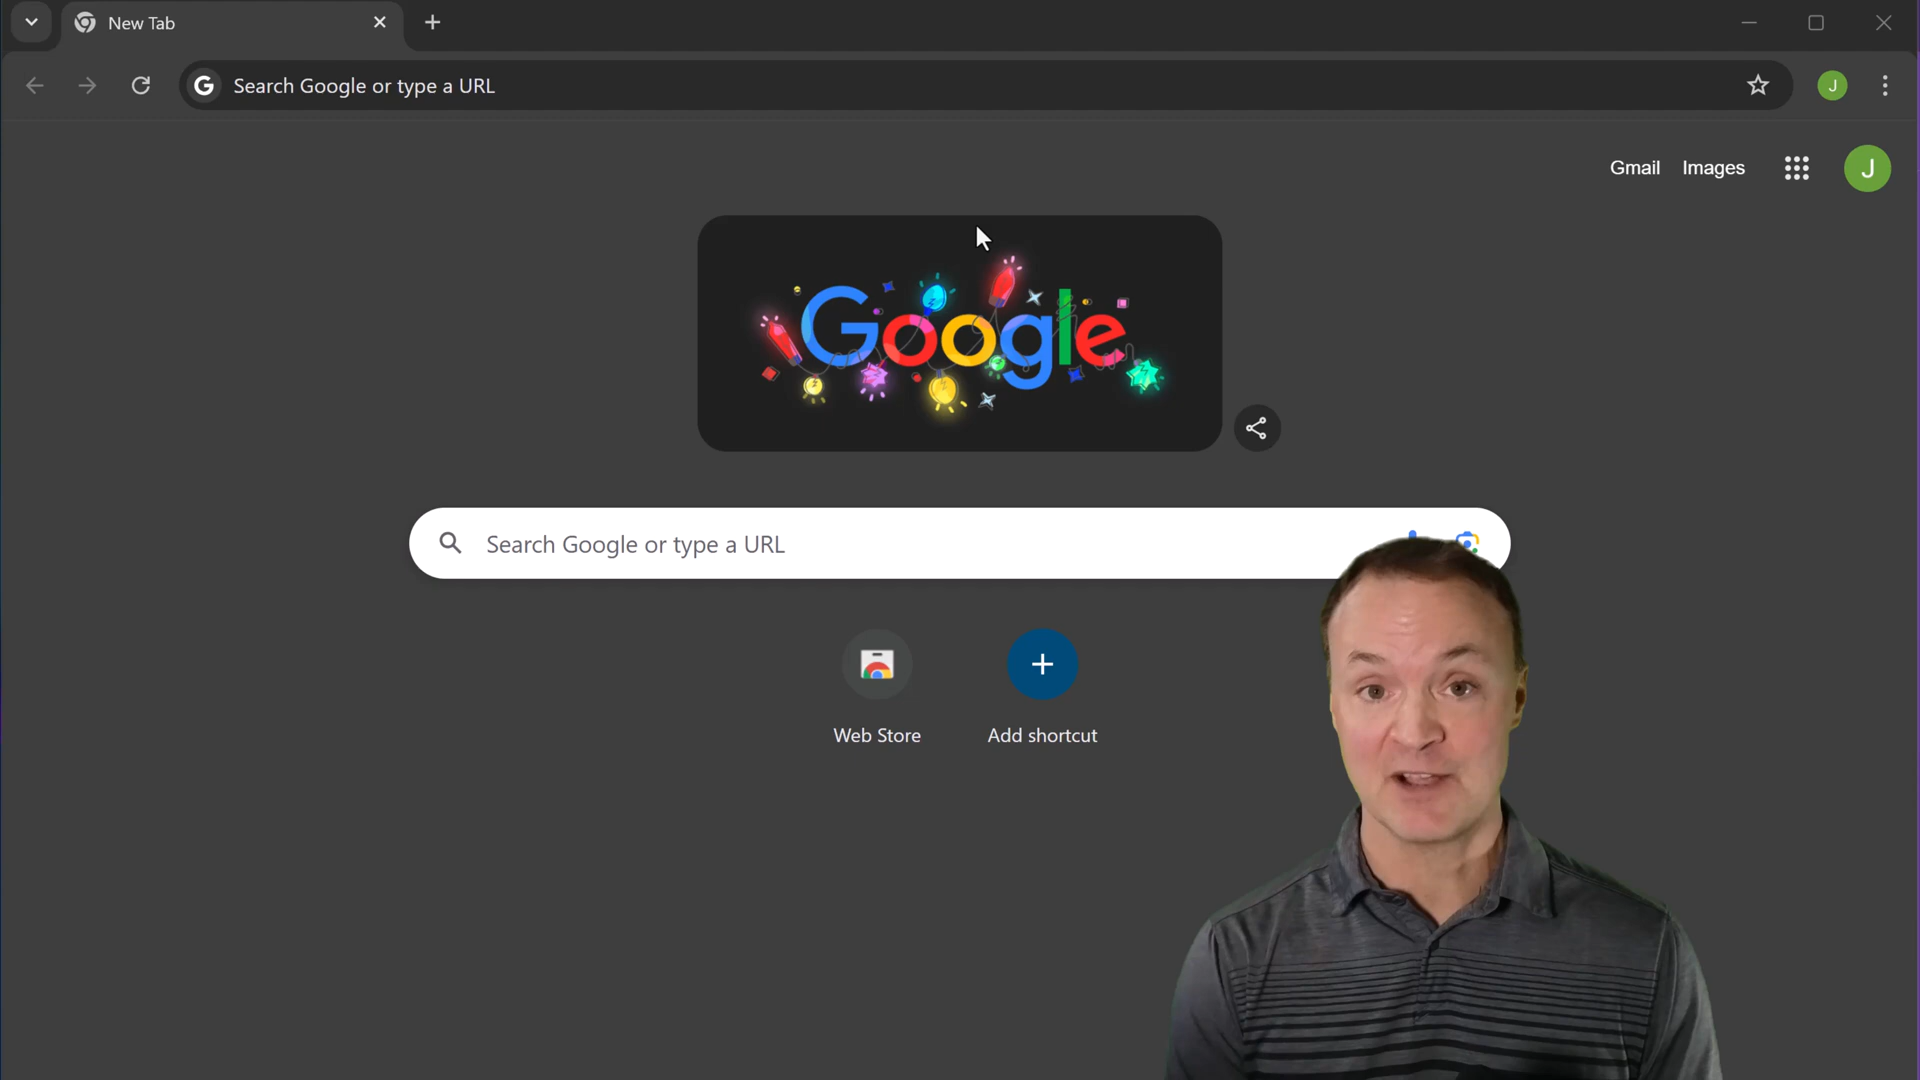 New Tab
Search Google or type a URL
J
Gmail Images
J
Google
Search Google or type a URL
Web Store
Add shortcut